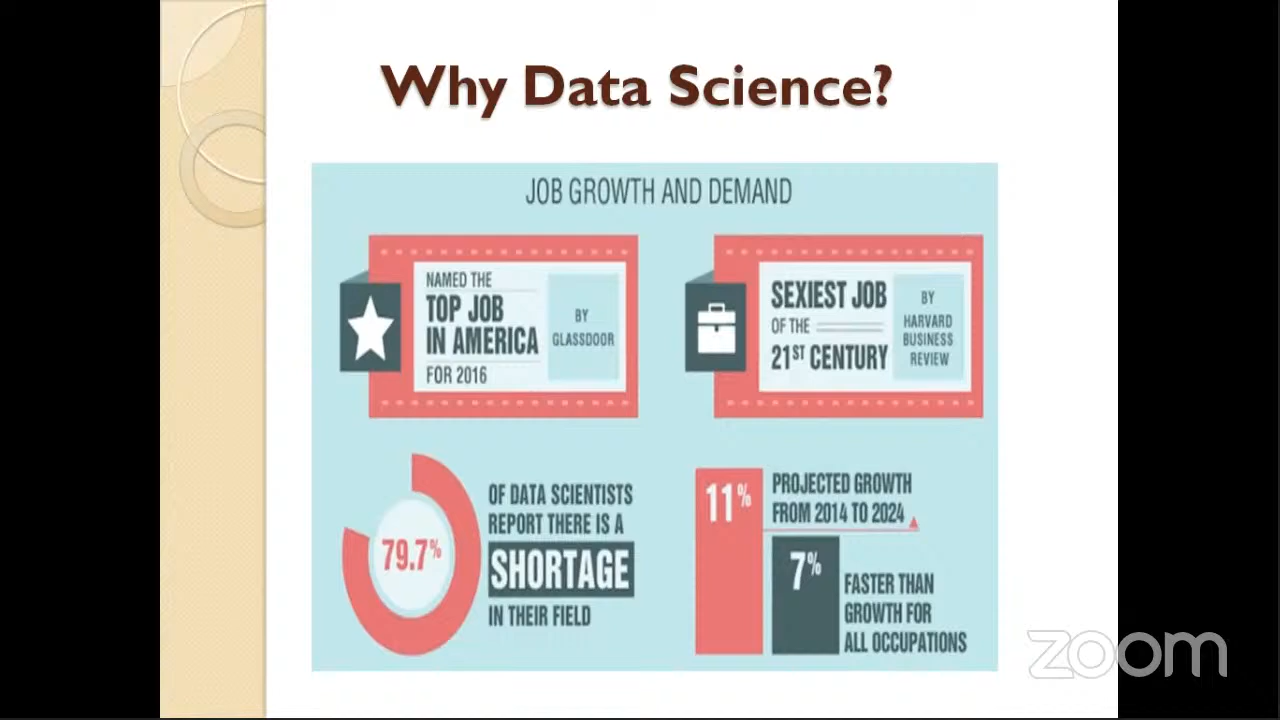 Why Data Science?
JOB GROWTH AND DEMAND
NAMED THE
TOP JOB
IN AMERICA
FOR 2016
BY
GLASSDOOR
SEXIEST JOB
OF THE
21ST CENTURY
BY
HARVARD
BUSINESS
REVIEW
79.7%
OF DATA SCIENTISTS
REPORT THERE IS A
SHORTAGE
IN THEIR FIELD
11%
PROJECTED GROWTH
FROM 2014 TO 2024
7%
FASTER THAN
GROWTH FOR
ALL OCCUPATIONS
zoom